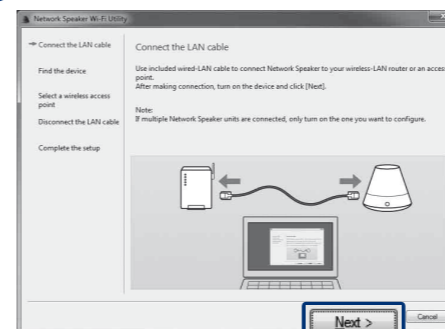 Network Speaker Wi-Fi Utility
Connect the LAN cable
Find the device
Select a wireless access
point
Disconnect the LAN cable
Complete the setup
Connect the LAN cable
Use included wired-LAN cable to connect Network Speaker to your wireless-LAN router or an access
point.
After making connection, turn on the device and click [Next].
Note:
If multiple Network Speaker units are connected, only turn on the one you want to configure.
Next >
Cancel